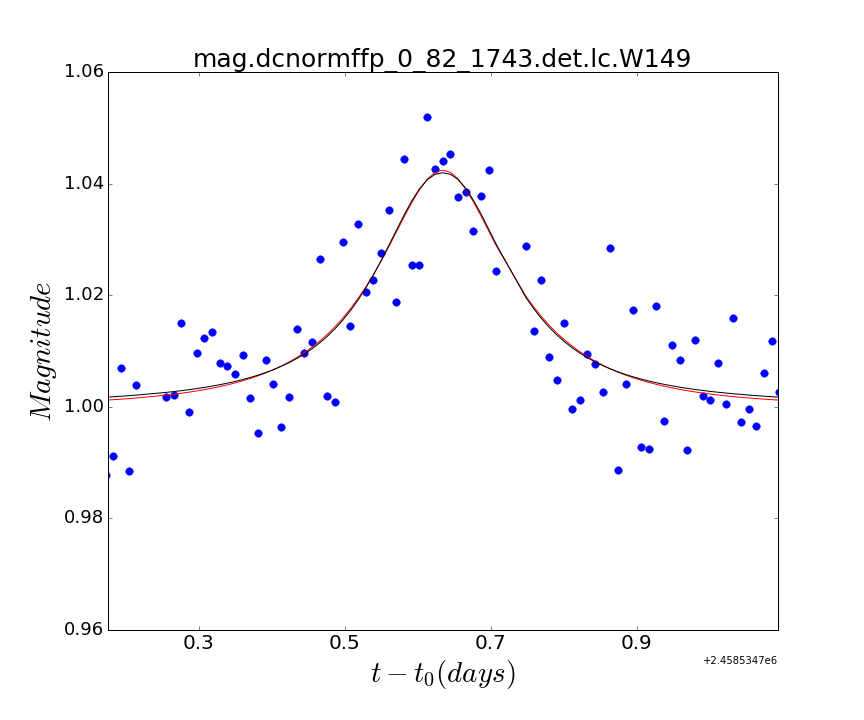 mag.dcnormffp_0_82_1743.det.lc.W149
1.06
1.04
1.02
1.00
0.98
0.96
Magnitude
0.3 0.5 0.7 0.9
+2.4585347e6
t − t₀(days)